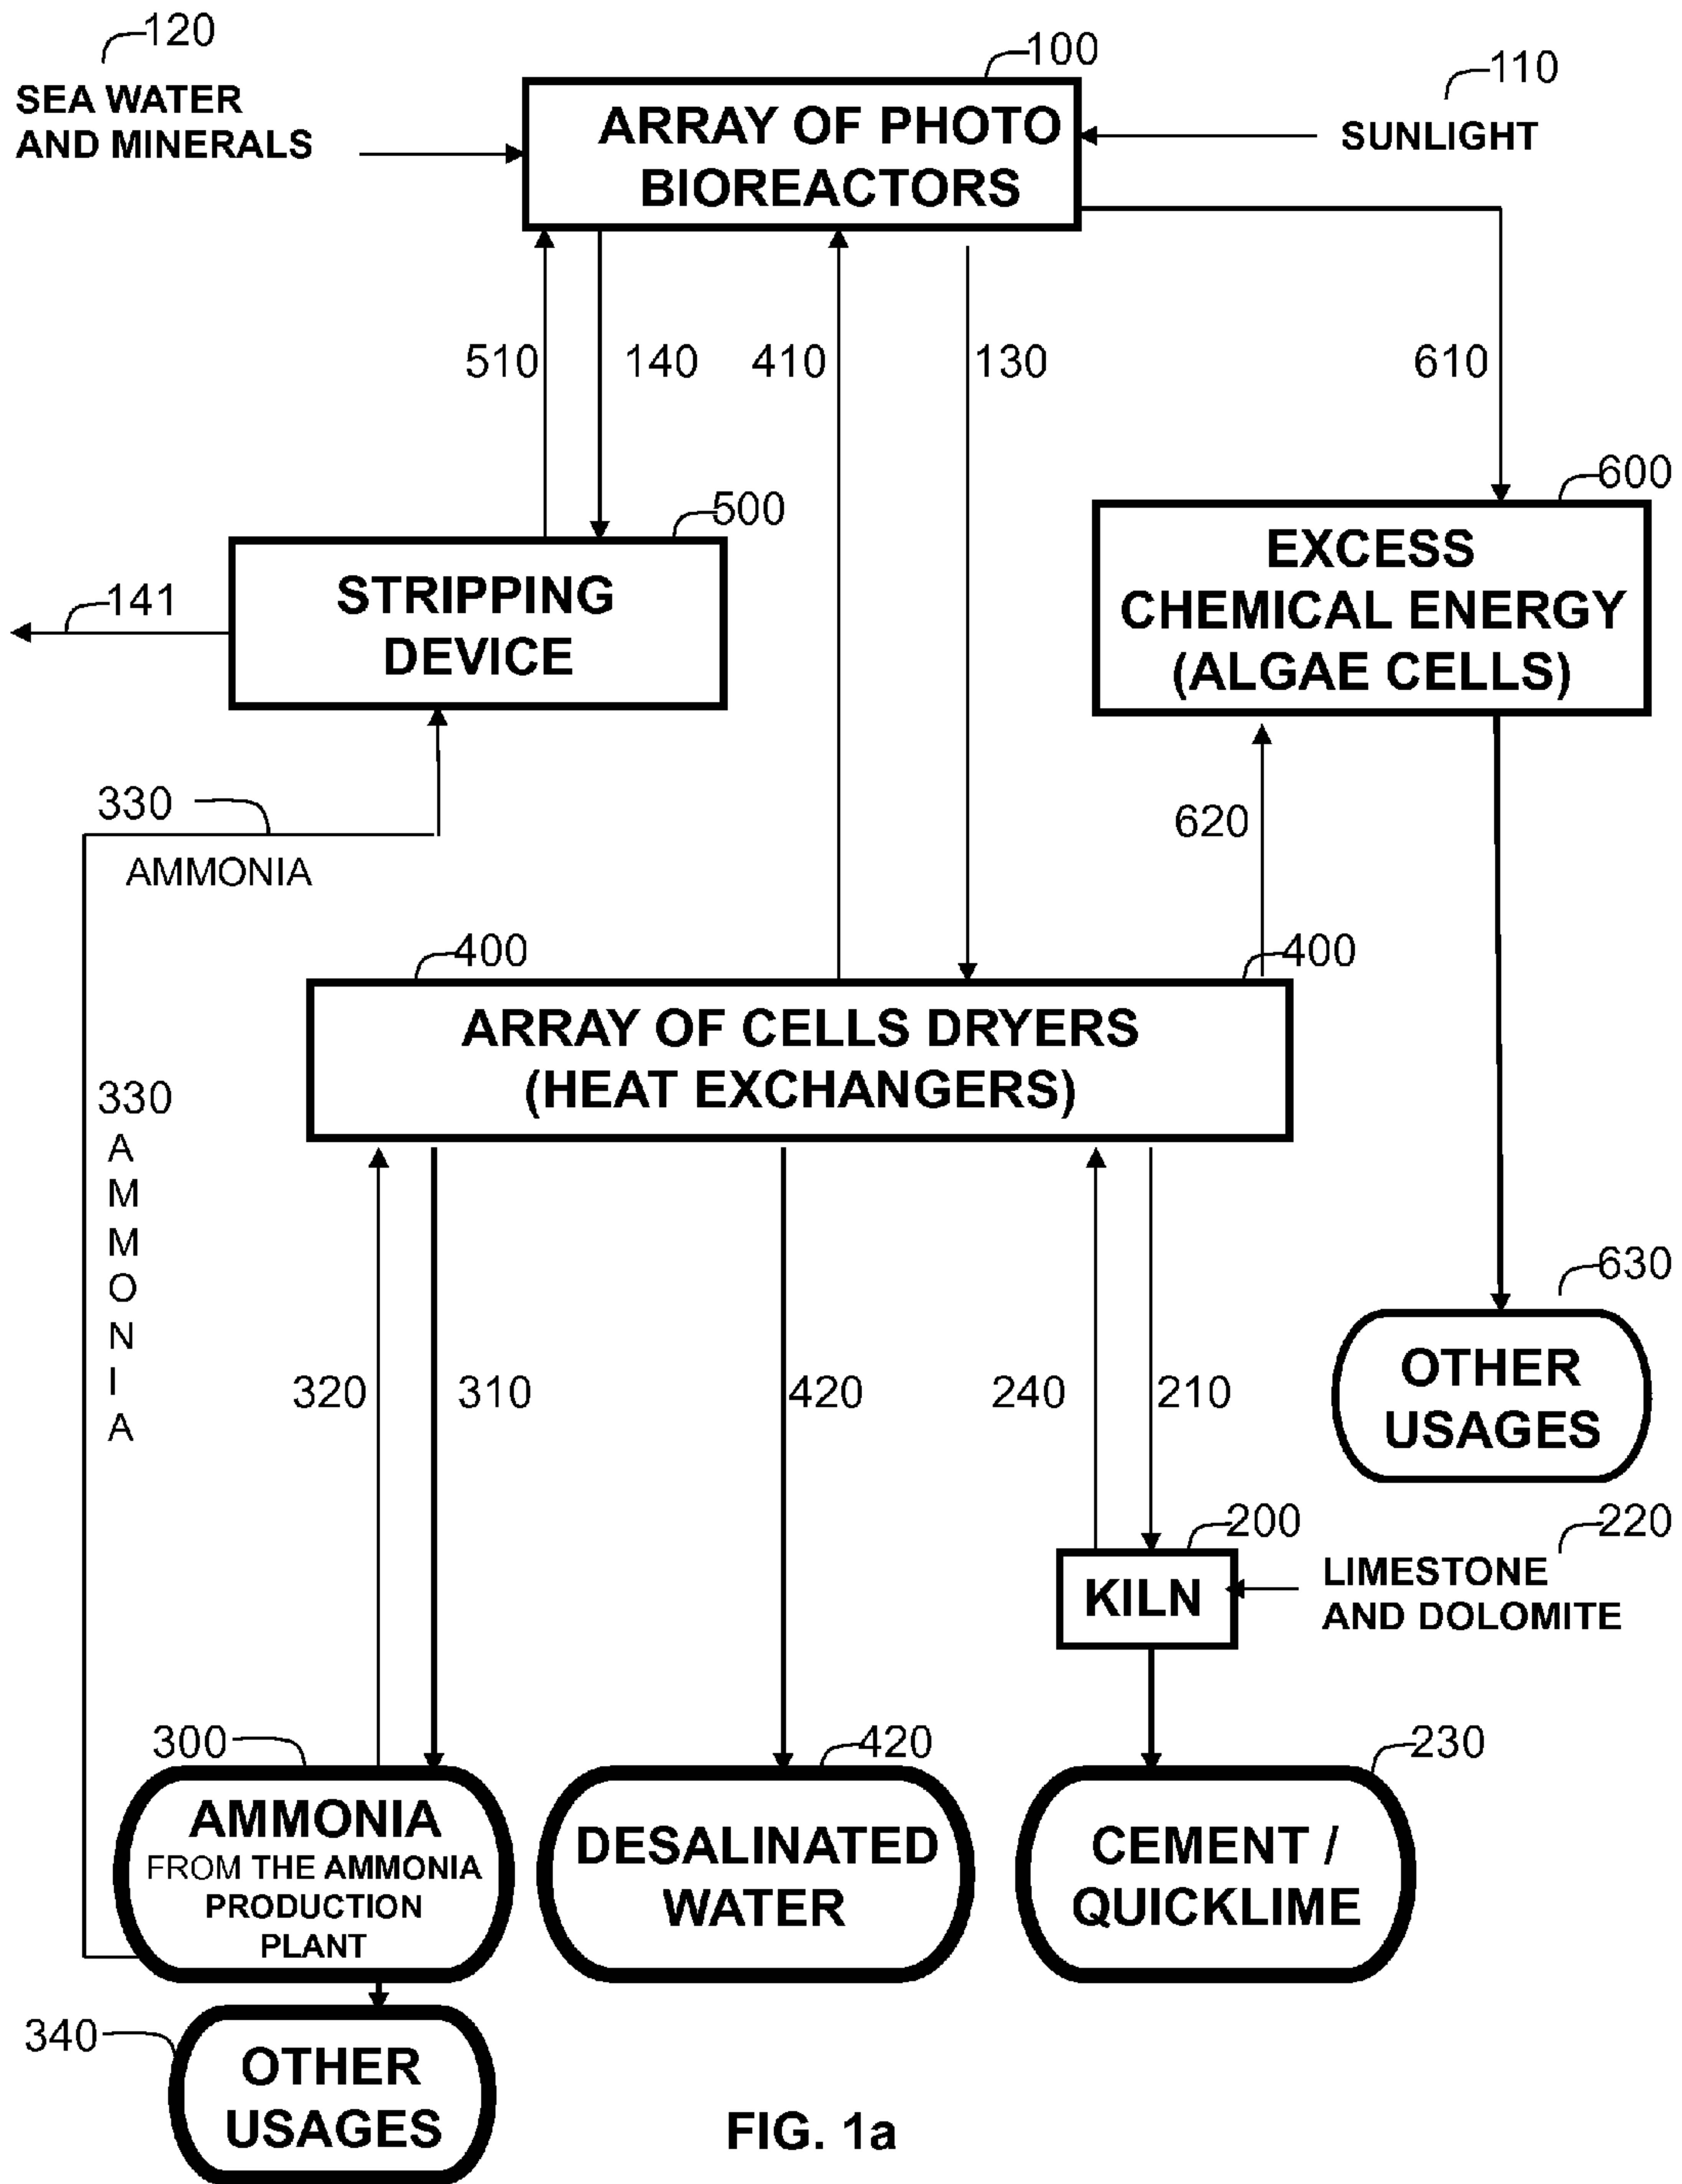 120
100
110
SEA WATER
AND MINERALS
ARRAY OF PHOTO
BIOREACTORS
SUNLIGHT
510
140
410
130
610
600
500
EXCESS
CHEMICAL ENERGY
(ALGAE CELLS)
141
STRIPPING
DEVICE
330
AMMONIA
620
400
400
ARRAY OF CELLS DRYERS
(HEAT EXCHANGERS)
330
A
M
M
O
N
I
A
630
OTHER
USAGES
320
310
420
240
210
200
220
KILN
LIMESTONE
AND DOLOMITE
300
420
230
AMMONIA
FROM THE AMMONIA
PRODUCTION
PLANT
DESALINATED
WATER
CEMENT /
QUICKLIME
340
OTHER
USAGES
FIG. 1a